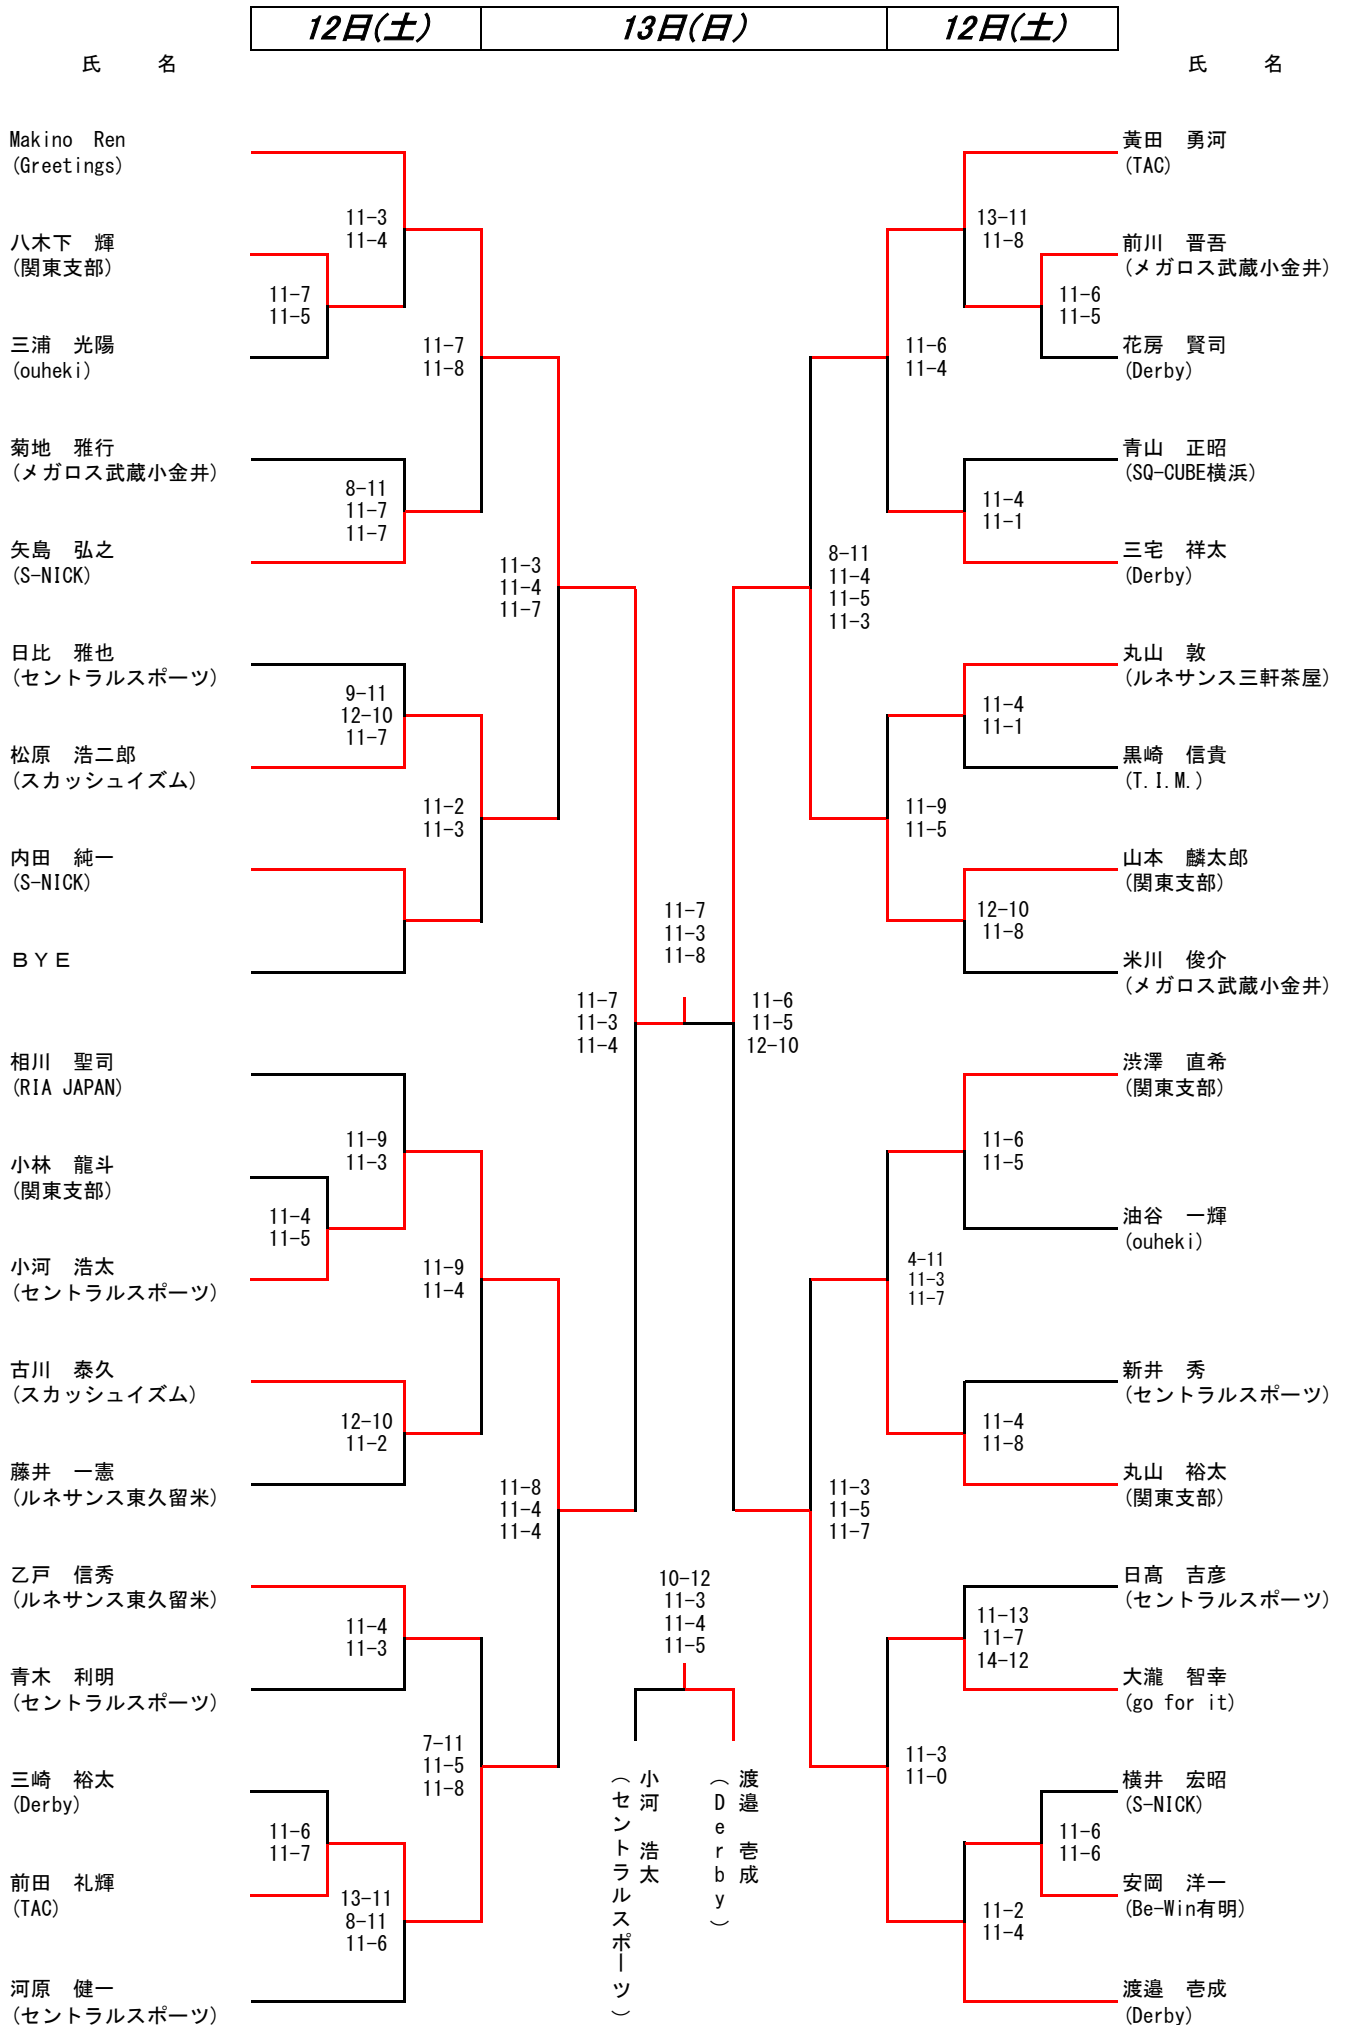 12日(土)
13日(日)
12日(土)
氏　名
氏　名
Makino Ren
(Greetings)
11-3
11-4
八木下 輝
(関東支部)
11-7
11-5
三浦 光陽
(ouheki)
11-7
11-8
菊地 雅行
(メガロス武蔵小金井)
8-11
11-7
11-7
矢島 弘之
(S-NICK)
11-3
11-4
11-7
日比 雅也
(セントラルスポーツ)
9-11
12-10
11-7
松原 浩二郎
(スカッシュイズム)
11-2
11-3
内田 純一
(S-NICK)
BYE
11-7
11-3
11-4
相川 聖司
(RIA JAPAN)
11-9
11-3
小林 龍斗
(関東支部)
11-4
11-5
小河 浩太
(セントラルスポーツ)
11-9
11-4
古川 泰久
(スカッシュイズム)
12-10
11-2
藤井 一憲
(ルネサンス東久留米)
11-8
11-4
11-4
乙戸 信秀
(ルネサンス東久留米)
11-4
11-3
青木 利明
(セントラルスポーツ)
7-11
11-5
11-8
三崎 裕太
(Derby)
11-6
11-7
前田 礼輝
(TAC)
13-11
8-11
11-6
河原 健一
(セントラルスポーツ)
11-7
11-3
11-8
10-12
11-3
11-4
11-5
小河 浩太
(セントラルスポーツ)
渡邉 壱成
(Derby)
黃田 勇河
(TAC)
13-11
11-8
前川 晋吾
(メガロス武蔵小金井)
11-6
11-5
花房 賢司
(Derby)
11-6
11-4
青山 正昭
(SQ-CUBE横浜)
11-4
11-1
三宅 祥太
(Derby)
8-11
11-4
11-5
11-3
丸山 敦
(ルネサンス三軒茶屋)
11-4
11-1
黒崎 信貴
(T.I.M.)
11-9
11-5
山本 麟太郎
(関東支部)
12-10
11-8
米川 俊介
(メガロス武蔵小金井)
11-6
11-5
12-10
渋澤 直希
(関東支部)
11-6
11-5
油谷 一輝
(ouheki)
4-11
11-3
11-7
新井 秀
(セントラルスポーツ)
11-4
11-8
丸山 裕太
(関東支部)
11-3
11-5
11-7
日髙 吉彦
(セントラルスポーツ)
11-13
11-7
14-12
大瀧 智幸
(go for it)
11-3
11-0
横井 宏昭
(S-NICK)
11-6
11-6
安岡 洋一
(Be-Win有明)
11-2
11-4
渡邉 壱成
(Derby)